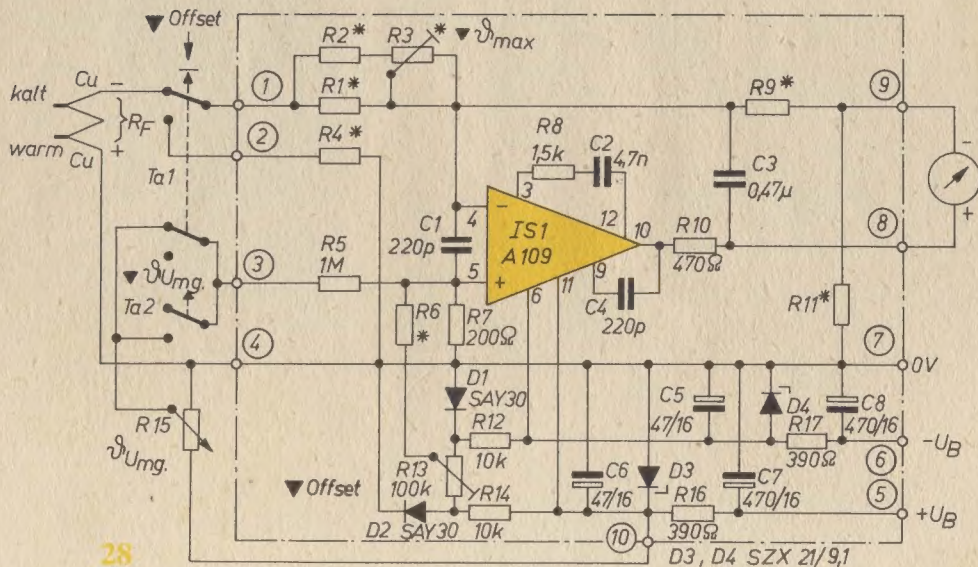 ▼ Offset
kalt
Cu
-
R_F
warm
Cu
+
Ta1
▼ ϑUmg.
Ta2
R15
ϑUmg.
①
②
③
④
R2*
R3
▼ ϑmax
R1*
R4*
R5
1M
C1
220p
R6
*
R7
200Ω
4
5
-
+
IS1
A109
3
R8
1,5k
C2
4,7n
12
10
9
11
6
C4
220p
R10
470Ω
C3
0,47µ
R9*
R11*
⑨
-
+
⑧
⑦
0V
D1
SAY30
R12
10k
R13
100k
R14
10k
▼ Offset
D2 SAY30
C6
47/16
D3
C5
47/16
D4
R17
390Ω
C8
470/16
-U_B
⑥
⑤
+U_B
R16
390Ω
C7
470/16
⑩
D3, D4 SZX 21/9,1
28